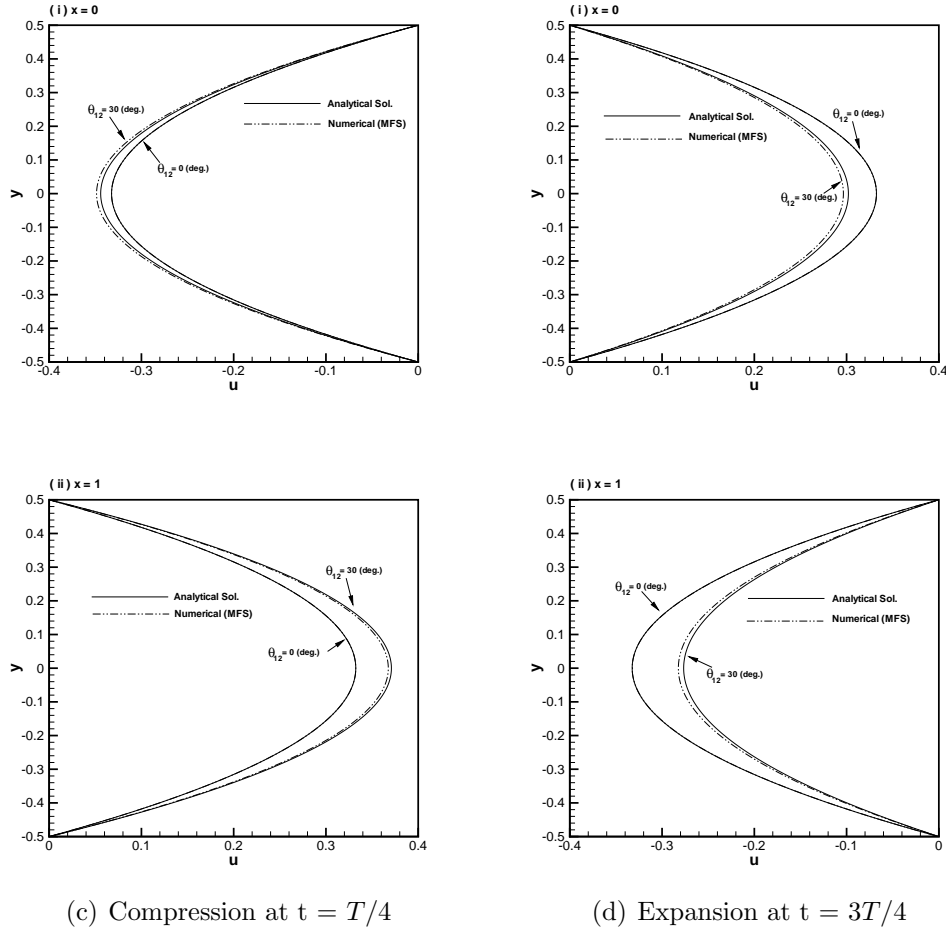 ( i ) x = 0
0.5
0.4
0.3
0.2
0.1
0
-0.1
-0.2
-0.3
-0.4
-0.5
y
θ12 = 30 (deg.)
θ12 = 0 (deg.)
Analytical Sol.
Numerical (MFS)
-0.4 -0.3 -0.2 -0.1 0
u
( i ) x = 0
0.5
0.4
0.3
0.2
0.1
0
-0.1
-0.2
-0.3
-0.4
-0.5
y
θ12 = 0 (deg.)
Analytical Sol.
Numerical (MFS)
θ12 = 30 (deg.)
0 0.1 0.2 0.3 0.4
u
( ii ) x = 1
0.5
0.4
0.3
0.2
0.1
0
-0.1
-0.2
-0.3
-0.4
-0.5
y
θ12 = 30 (deg.)
Analytical Sol.
Numerical (MFS)
θ12 = 0 (deg.)
0 0.1 0.2 0.3 0.4
u
( ii ) x = 1
0.5
0.4
0.3
0.2
0.1
0
-0.1
-0.2
-0.3
-0.4
-0.5
y
θ12 = 0 (deg.)
Analytical Sol.
Numerical (MFS)
θ12 = 30 (deg.)
-0.4 -0.3 -0.2 -0.1 0
u
(c) Compression at t = T/4
(d) Expansion at t = 3T/4